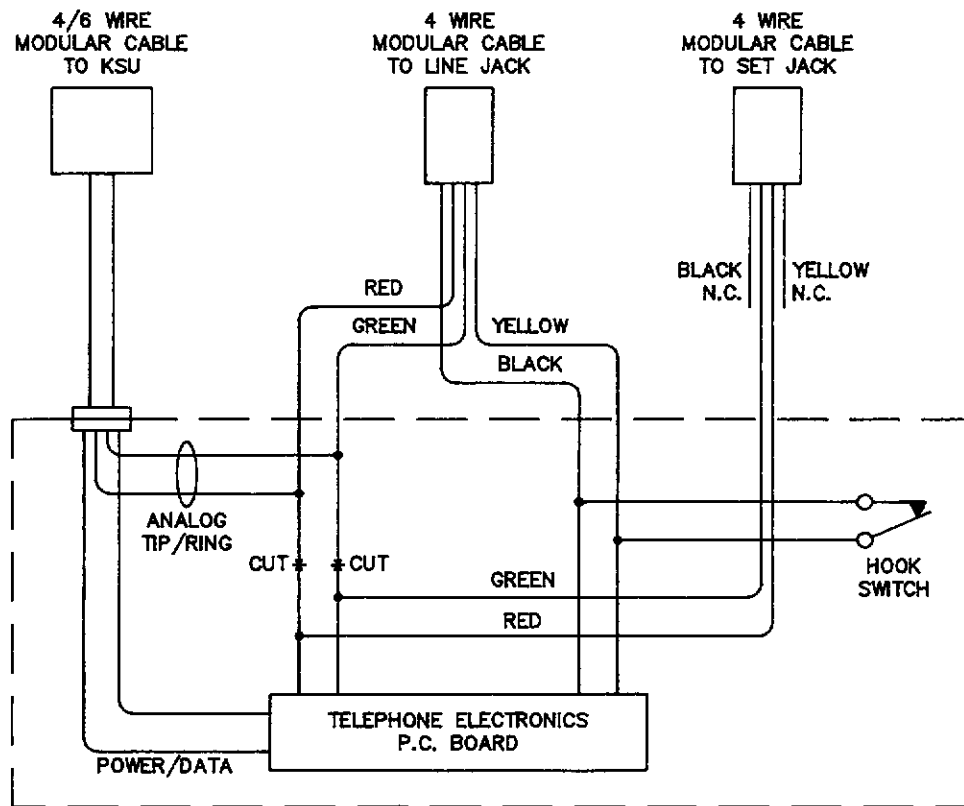 4/6 WIRE
MODULAR CABLE
TO KSU
4 WIRE
MODULAR CABLE
TO LINE JACK
4 WIRE
MODULAR CABLE
TO SET JACK
BLACK
N.C.
YELLOW
N.C.
RED
GREEN
YELLOW
BLACK
ANALOG
TIP/RING
CUT
CUT
HOOK
SWITCH
GREEN
RED
TELEPHONE ELECTRONICS
P.C. BOARD
POWER/DATA